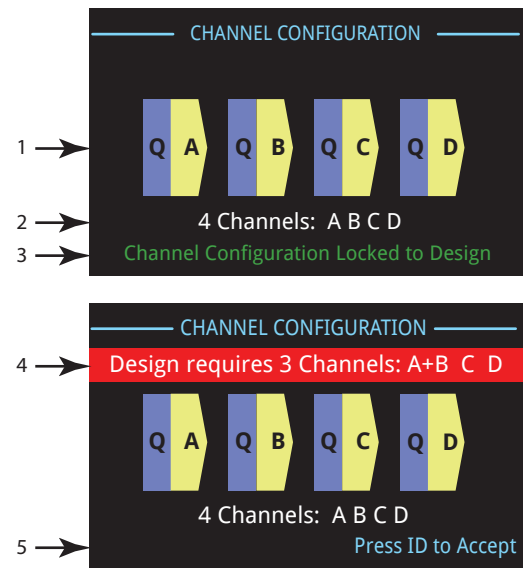 CHANNEL CONFIGURATION
1
Q A Q B Q C Q D
2
4 Channels: A B C D
3
Channel Configuration Locked to Design
CHANNEL CONFIGURATION
4
Design requires 3 Channels: A+B C D
Q A Q B Q C Q D
4 Channels: A B C D
5
Press ID to Accept